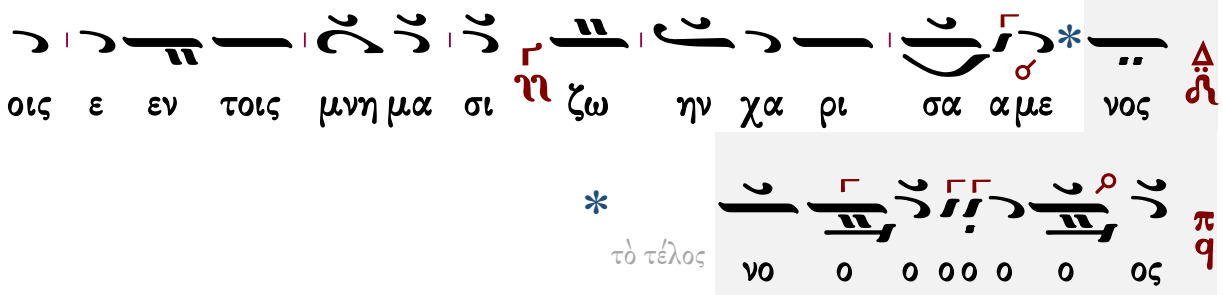 οις ε εν τοις μνη μα σι ζω ην χα ρι σα α με νος
* τὸ τέλος νο ο ο ο ο ο ο ος